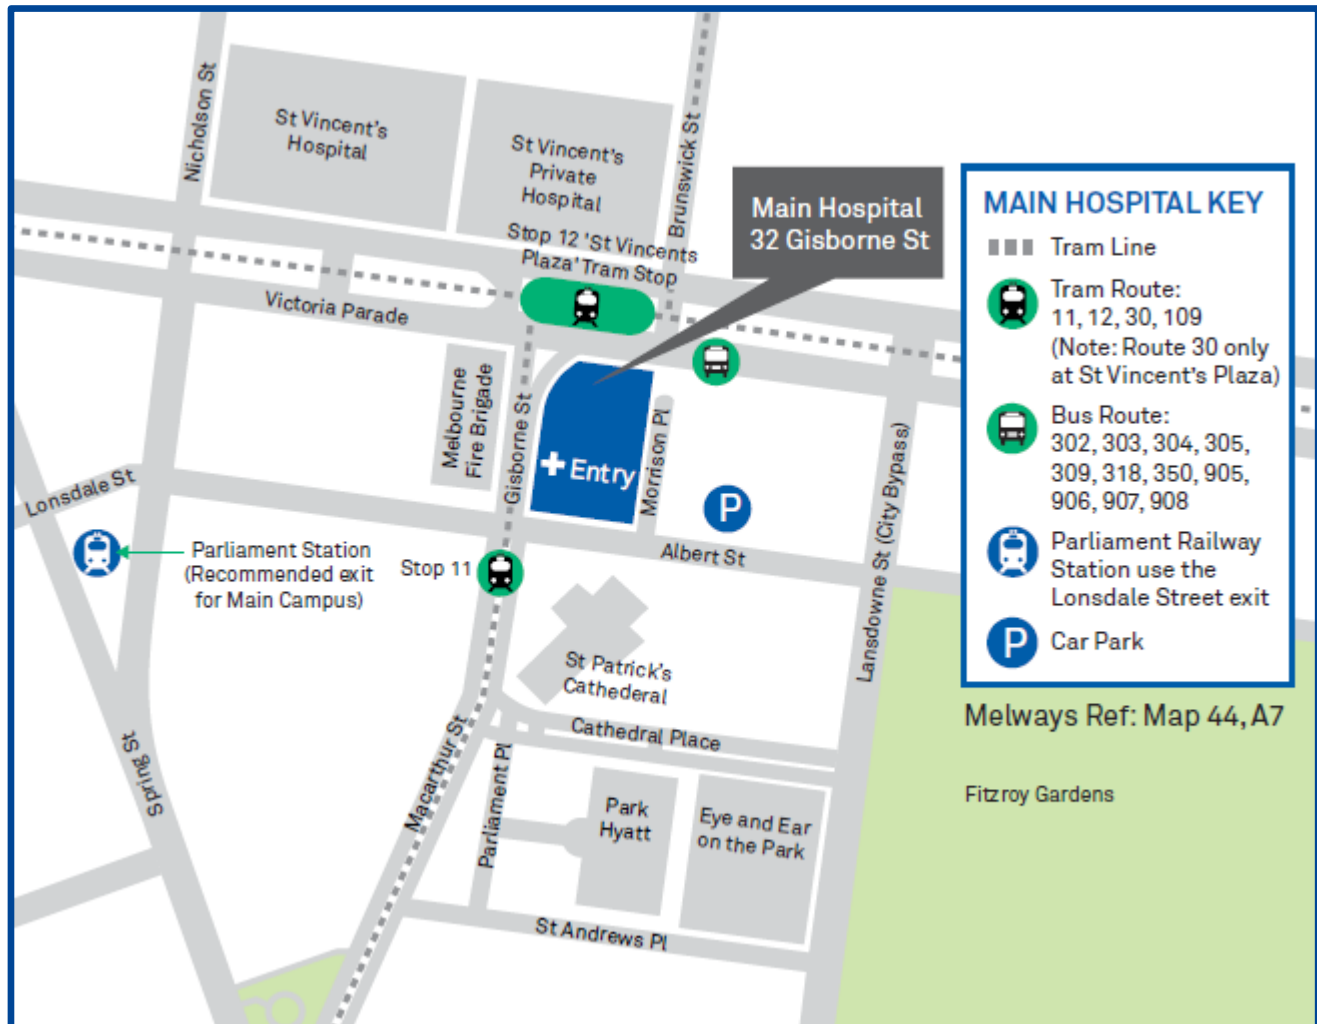 Nicholson St
St Vincent's
Hospital
St Vincent's
Private
Hospital
Brunswick St
Main Hospital
32 Gisborne St
Stop 12 'St Vincents
Plaza' Tram Stop
Victoria Parade
Melbourne
Fire Brigade
Gisborne St
Entry
Morrison Pl
P
Lonsdale St
Parliament Station
(Recommended exit
for Main Campus)
Stop 11
Albert St
Lansdowne St (City Bypass)
St Patrick's
Cathederal
Cathedral Place
Macarthur St
Parliament Pl
Spring St
Park
Hyatt
Eye and Ear
on the Park
St Andrews Pl
MAIN HOSPITAL KEY
Tram Line
Tram Route:
11, 12, 30, 109
(Note: Route 30 only
at St Vincent's Plaza)
Bus Route:
302, 303, 304, 305,
309, 318, 350, 905,
906, 907, 908
Parliament Railway
Station use the
Lonsdale Street exit
P Car Park
Melways Ref: Map 44, A7
Fitzroy Gardens